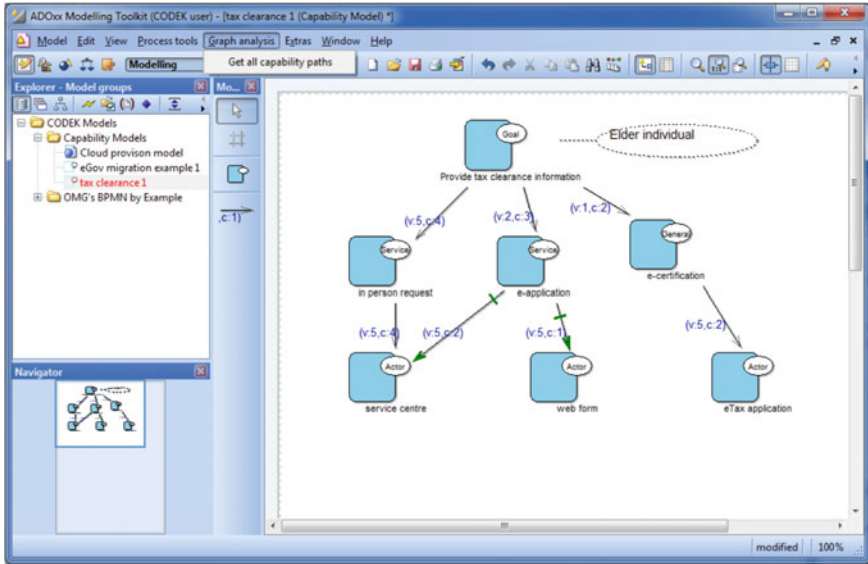 ADOxx Modelling Toolkit (CODEK user) - [tax clearance 1 (Capability Model) *]
Model Edit View Process tools Graph analysis Extras Window Help
Modelling
Get all capability paths
Explorer - Model groups
Mo...
CODEK Models
Capability Models
Cloud provison model
eGov migration example 1
tax clearance 1
OMG's BPMN by Example
,c:1)
Navigator
Goal
Elder individual
Provide tax clearance information
(v:5,c:4)
(v:2,c:3)
(v:1,c:2)
Service
Service
General
in person request
e-application
e-certification
(v:5,c:4)
(v:5,c:2)
(v:5,c:1)
(v:5,c:2)
Actor
Actor
Actor
service centre
web form
eTax application
modified
100%